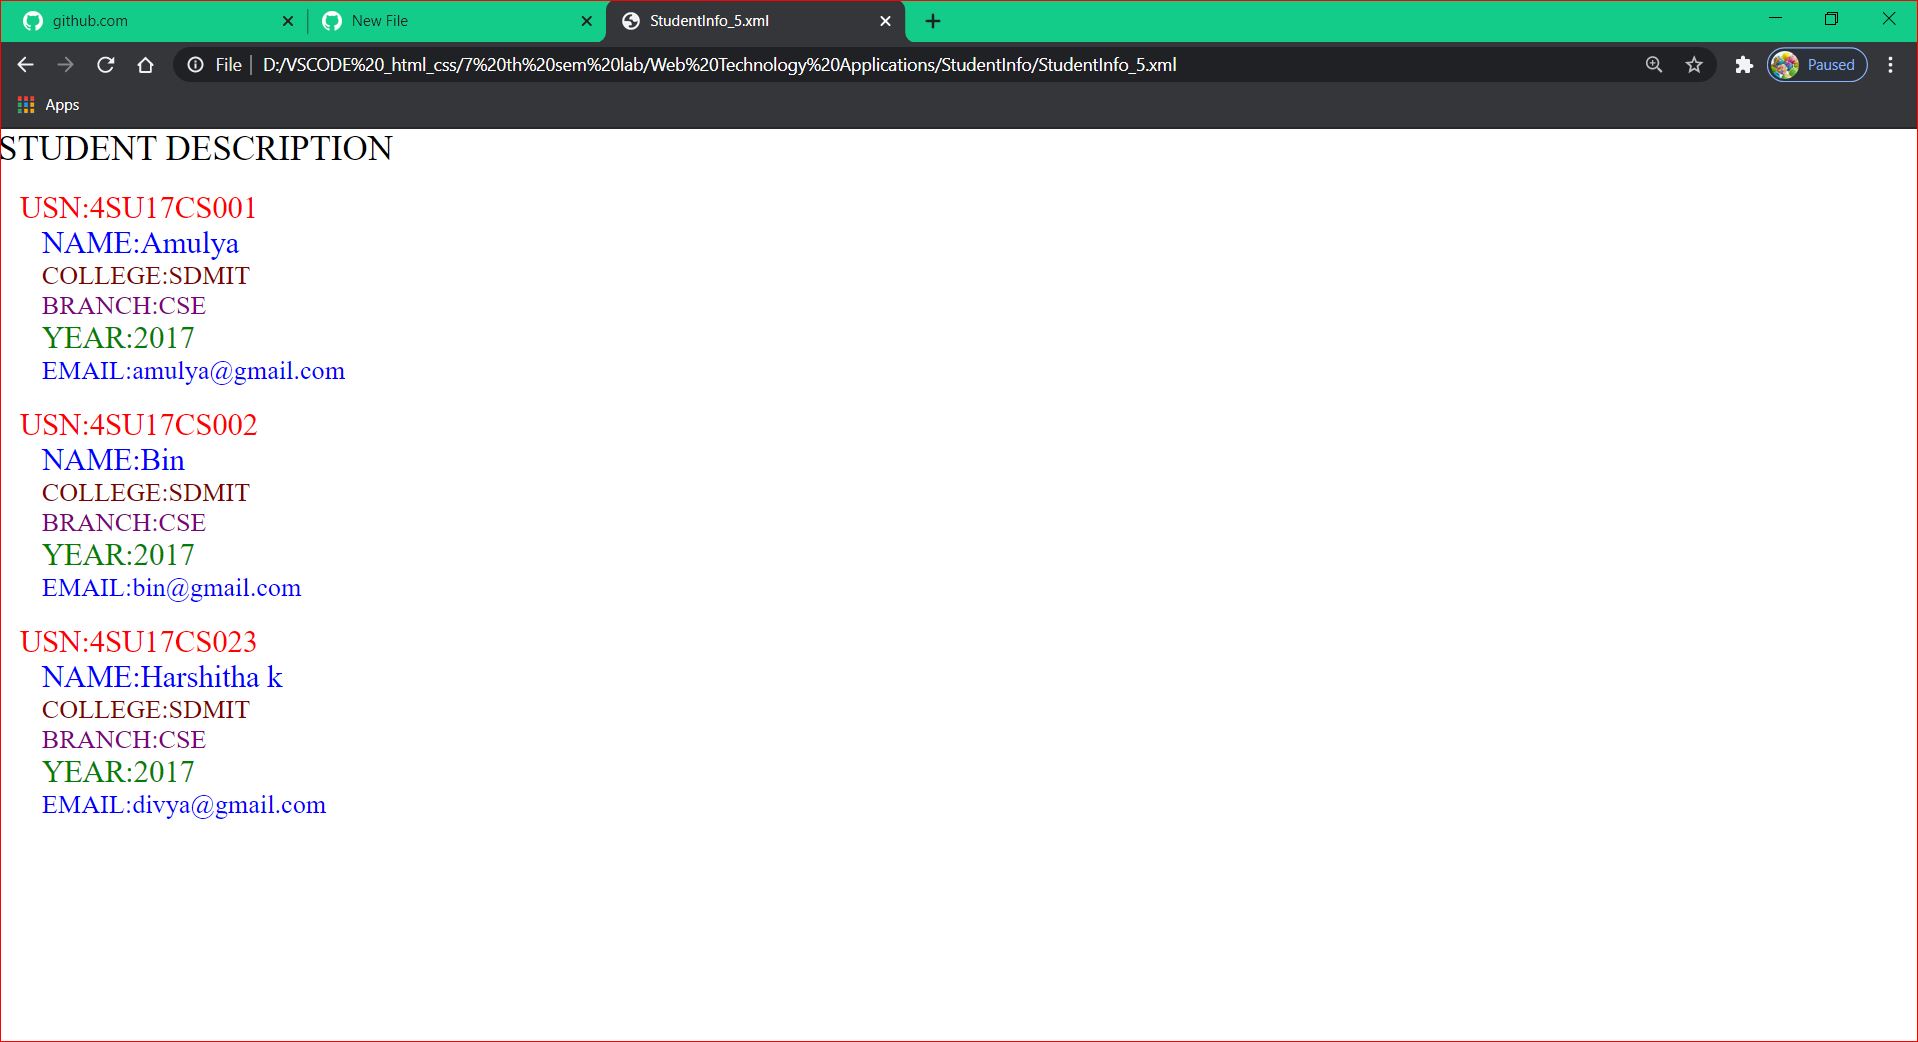 github.com
New File
StudentInfo_5.xml
File
D:/VSCODE%20_html_css/7%20th%20sem%20lab/Web%20Technology%20Applications/StudentInfo/StudentInfo_5.xml
Paused
Apps
STUDENT DESCRIPTION
USN:4SU17CS001
NAME:Amulya
COLLEGE:SDMIT
BRANCH:CSE
YEAR:2017
EMAIL:amulya@gmail.com
USN:4SU17CS002
NAME:Bin
COLLEGE:SDMIT
BRANCH:CSE
YEAR:2017
EMAIL:bin@gmail.com
USN:4SU17CS023
NAME:Harshitha k
COLLEGE:SDMIT
BRANCH:CSE
YEAR:2017
EMAIL:divya@gmail.com